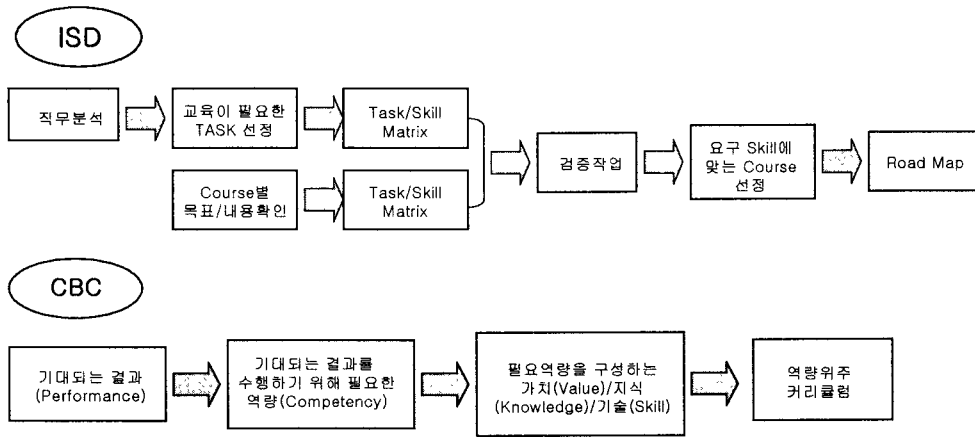 ISD
직무분석
교육이 필요한
TASK 선정
Task/Skill
Matrix
Course별
목표/내용확인
Task/Skill
Matrix
검증작업
요구 Skill에
맞는 Course
선정
Road Map
CBC
기대되는 결과
(Performance)
기대되는 결과를
수행하기 위해 필요한
역량(Competency)
필요역량을 구성하는
가치(Value)/지식
(Knowledge)/기술(Skill)
역량위주
커리큘럼